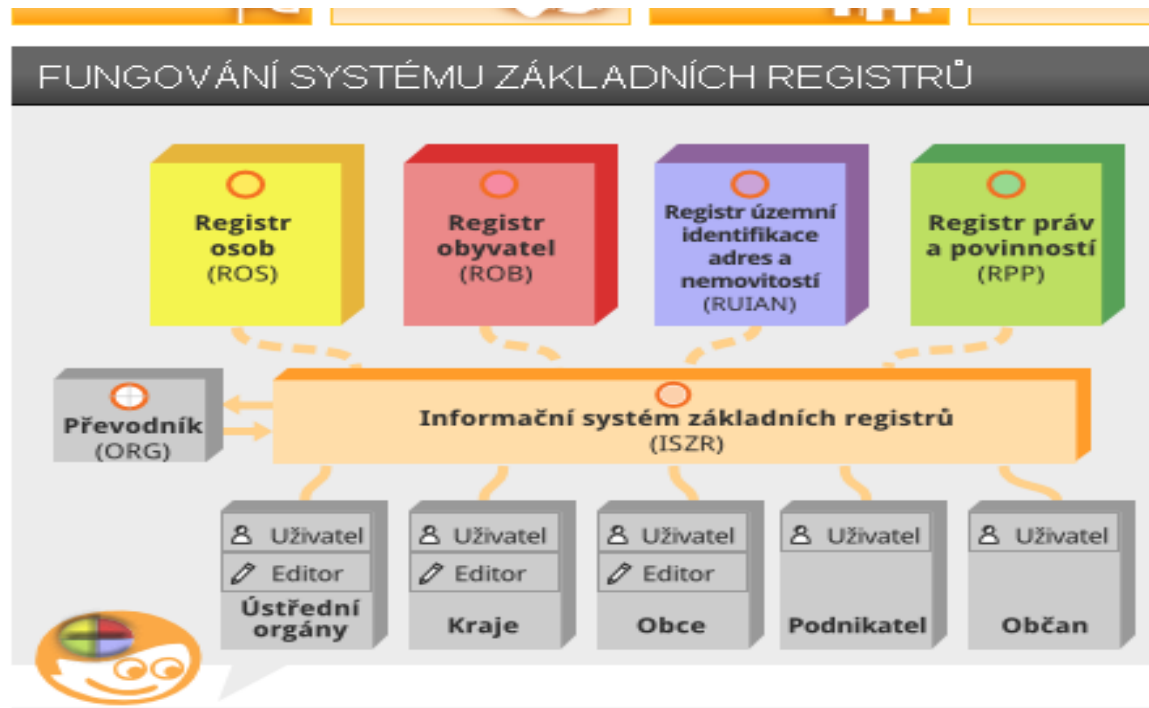 FUNGOVÁNÍ SYSTÉMU ZÁKLADNÍCH REGISTRŮ
Registr
osob
(ROS)
Registr
obyvatel
(ROB)
Registr územní
identifikace
adres a
nemovitostí
(RUIAN)
Registr práv
a povinností
(RPP)
Převodník
(ORG)
Informační systém základních registrů
(ISZR)
Uživatel
Editor
Ústřední
orgány
Uživatel
Editor
Kraje
Uživatel
Editor
Obce
Uživatel
Podnikatel
Uživatel
Občan